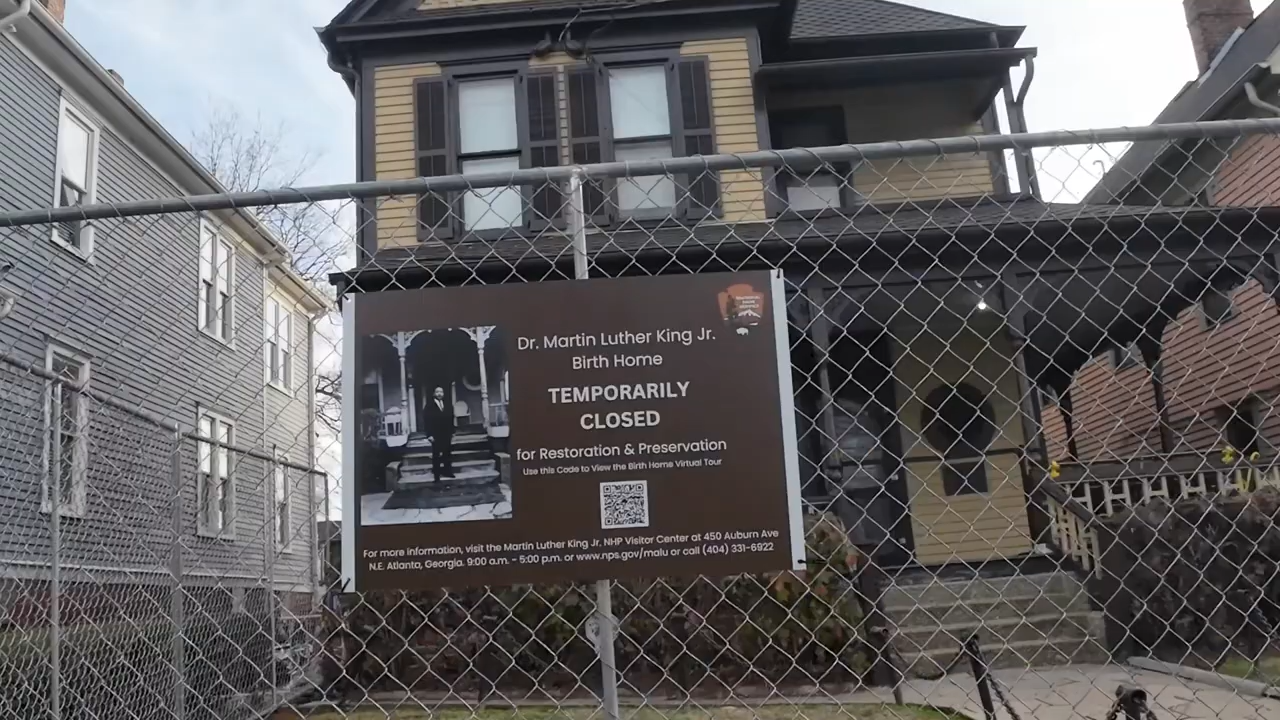 Dr. Martin Luther King Jr.
Birth Home
TEMPORARILY
CLOSED
for Restoration & Preservation
Use this Code to View the Birth Home Virtual Tour
For more information, visit the Martin Luther King Jr. NHP Visitor Center at 450 Auburn Ave
N.E. Atlanta, Georgia. 9:00 a.m. - 5:00 p.m. or www.nps.gov/malu or call (404) 331-6922